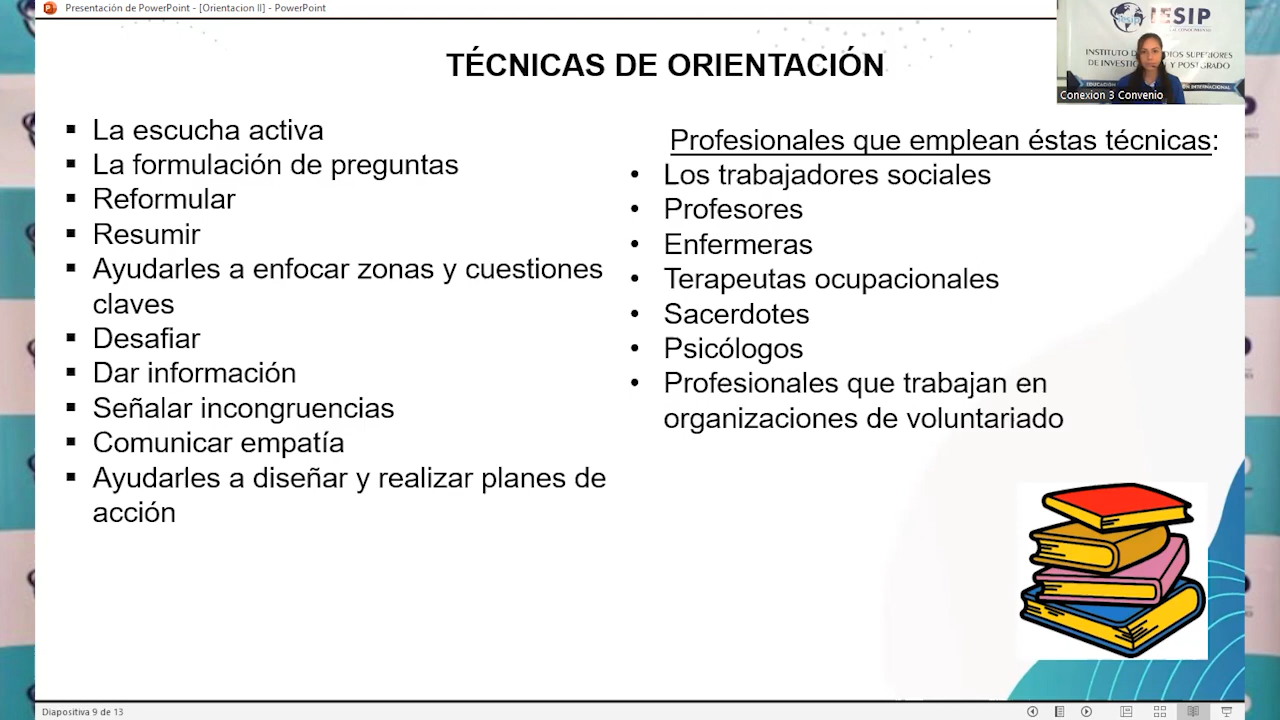 Presentación de PowerPoint - [Orientacion II] - PowerPoint
TÉCNICAS DE ORIENTACIÓN
▪ La escucha activa
▪ La formulación de preguntas
▪ Reformular
▪ Resumir
▪ Ayudarles a enfocar zonas y cuestiones
claves
▪ Desafiar
▪ Dar información
▪ Señalar incongruencias
▪ Comunicar empatía
▪ Ayudarles a diseñar y realizar planes de
acción
Profesionales que emplean éstas técnicas:
• Los trabajadores sociales
• Profesores
• Enfermeras
• Terapeutas ocupacionales
• Sacerdotes
• Psicólogos
• Profesionales que trabajan en
organizaciones de voluntariado
IESIP
INSTITUTO
SUPERIORES
Y POSTGRADO
EDUCACIÓN
INTERNACIONAL
Conexion 3 Convenio
Diapositiva 9 de 13